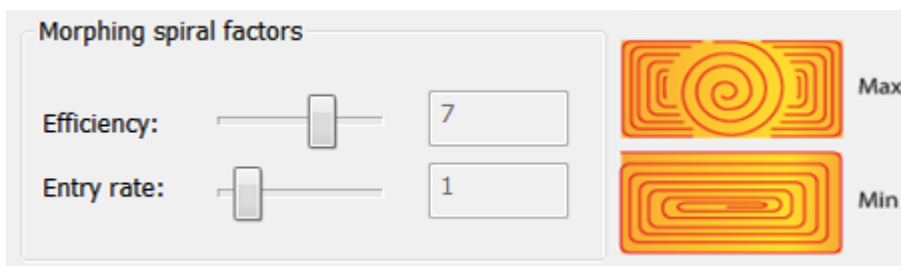 Morphing spiral factors
Efficiency:
7
Entry rate:
1
Max
Min